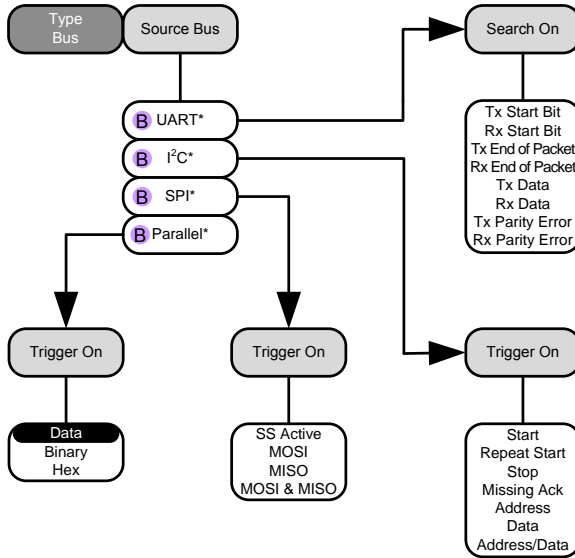 Type
Bus
Source Bus
Search On
B UART*
B I²C*
B SPI*
B Parallel*
Tx Start Bit
Rx Start Bit
Tx End of Packet
Rx End of Packet
Tx Data
Rx Data
Tx Parity Error
Rx Parity Error
Trigger On
Trigger On
Trigger On
Data
Binary
Hex
SS Active
MOSI
MISO
MOSI & MISO
Start
Repeat Start
Stop
Missing Ack
Address
Data
Address/Data